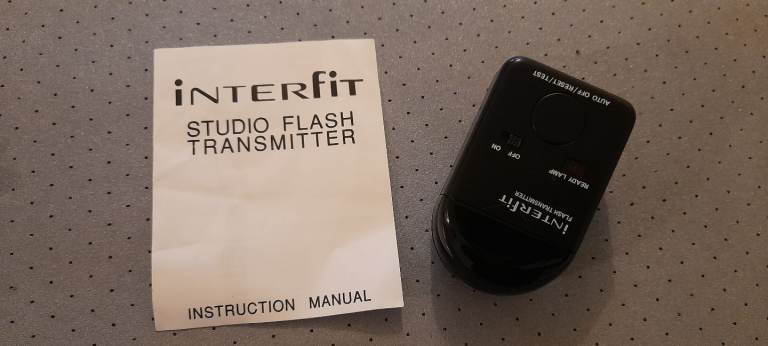 interfit
STUDIO FLASH
TRANSMITTER
INSTRUCTION MANUAL
interfit
FLASH TRANSMITTER
READY LAMP
OFF ON
AUTO OFF/RESET/TEST